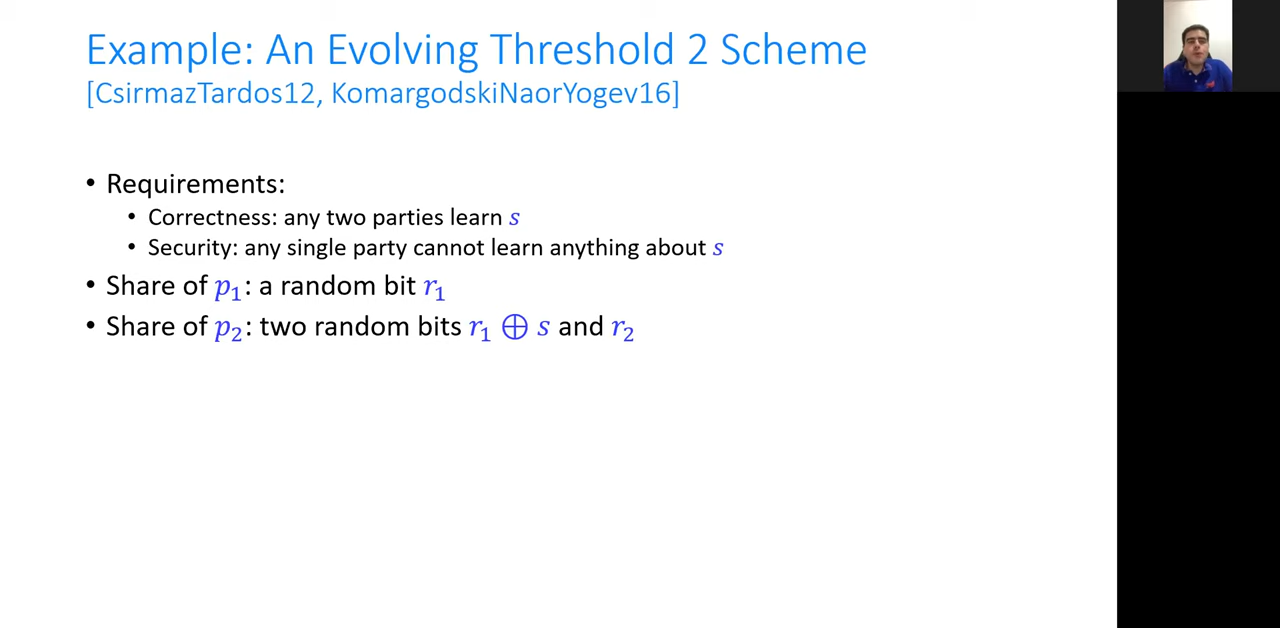 Example: An Evolving Threshold 2 Scheme
[CsirmazTardos12, KomargodskiNaorYogev16]
• Requirements:
• Correctness: any two parties learn s
• Security: any single party cannot learn anything about s
• Share of p₁: a random bit r₁
• Share of p₂: two random bits r₁ ⊕ s and r₂